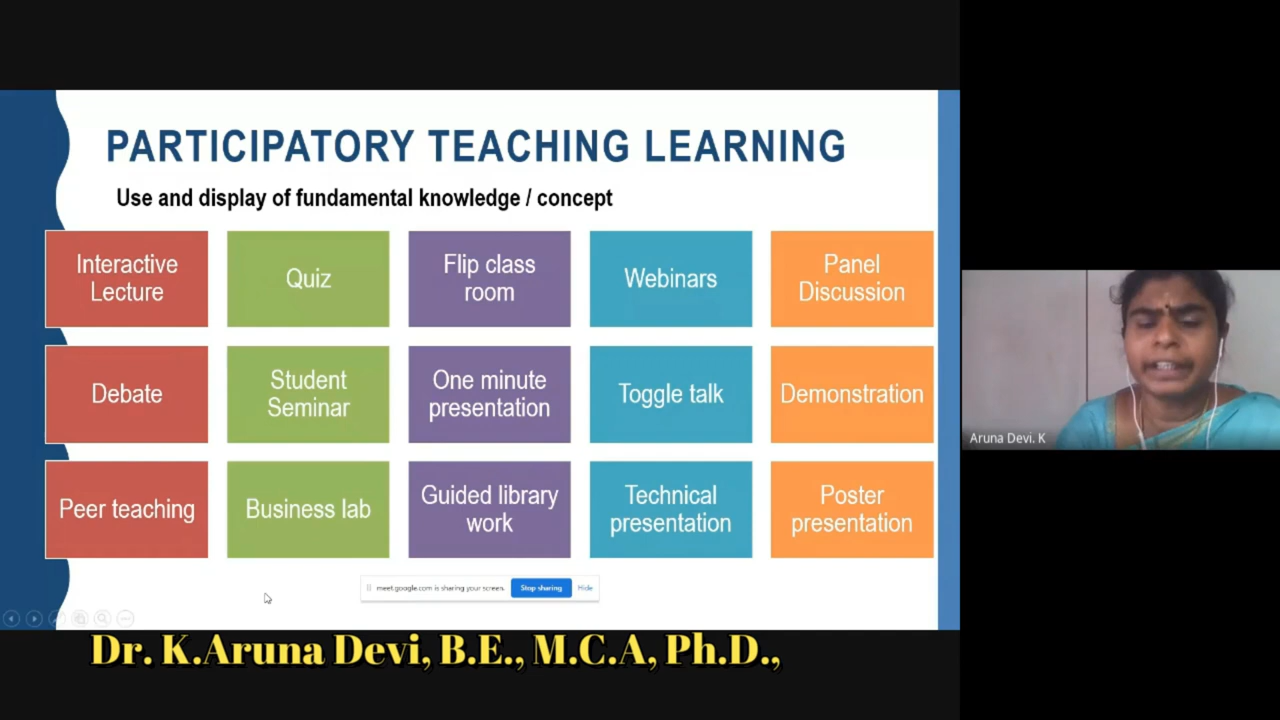 PARTICIPATORY TEACHING LEARNING
Use and display of fundamental knowledge / concept
Interactive
Lecture
Quiz
Flip class
room
Webinars
Panel
Discussion
Debate
Student
Seminar
One minute
presentation
Toggle talk
Demonstration
Peer teaching
Business lab
Guided library
work
Technical
presentation
Poster
presentation
meet.google.com is sharing your screen.
Stop sharing
Hide
Aruna Devi. K
Dr. K.Aruna Devi, B.E., M.C.A, Ph.D.,